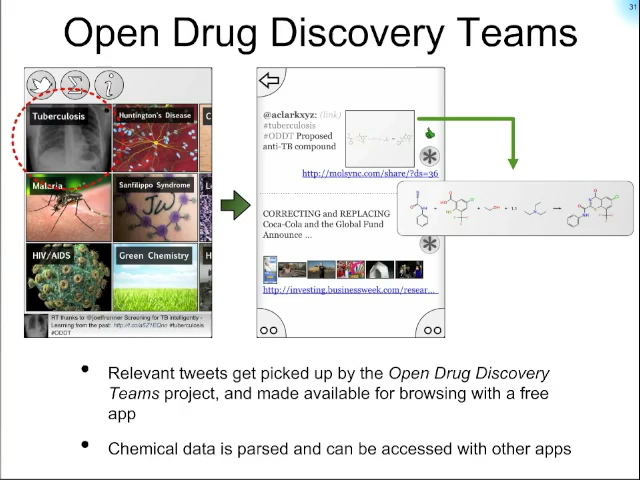 31
Open Drug Discovery Teams
Tuberculosis
Huntington's Disease
Malaria
Sanfilippo Syndrome
HIV/AIDS
Green Chemistry
RT thanks to @joelfreuner Screening for TB intelligently -
Learning from the past: #tuberculosis
#ODDT
@aclarkxyz: (link)
#tuberculosis
#ODDT Proposed
anti-TB compound
http://molsync.com/share/?ds=36
CORRECTING and REPLACING
Coca-Cola and the Global Fund
Announce ...
http://investing.businessweek.com/resear...
• Relevant tweets get picked up by the Open Drug Discovery
Teams project, and made available for browsing with a free
app
• Chemical data is parsed and can be accessed with other apps